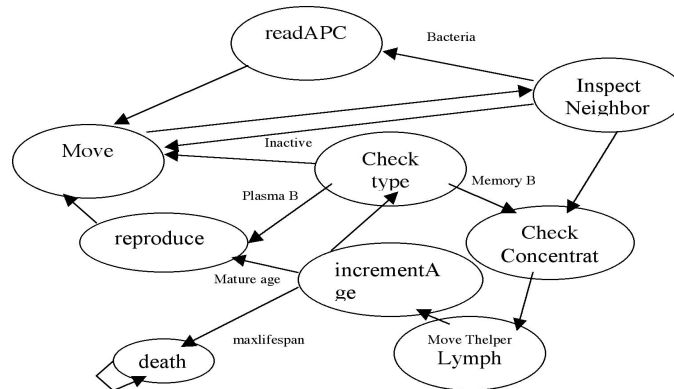 readAPC
Bacteria
Inspect
Neighbor
Move
Inactive
Check
type
Plasma B
Memory B
reproduce
Check
Concentrat
incrementA
ge
Mature age
maxlifespan
Move Thelper
Lymph
death